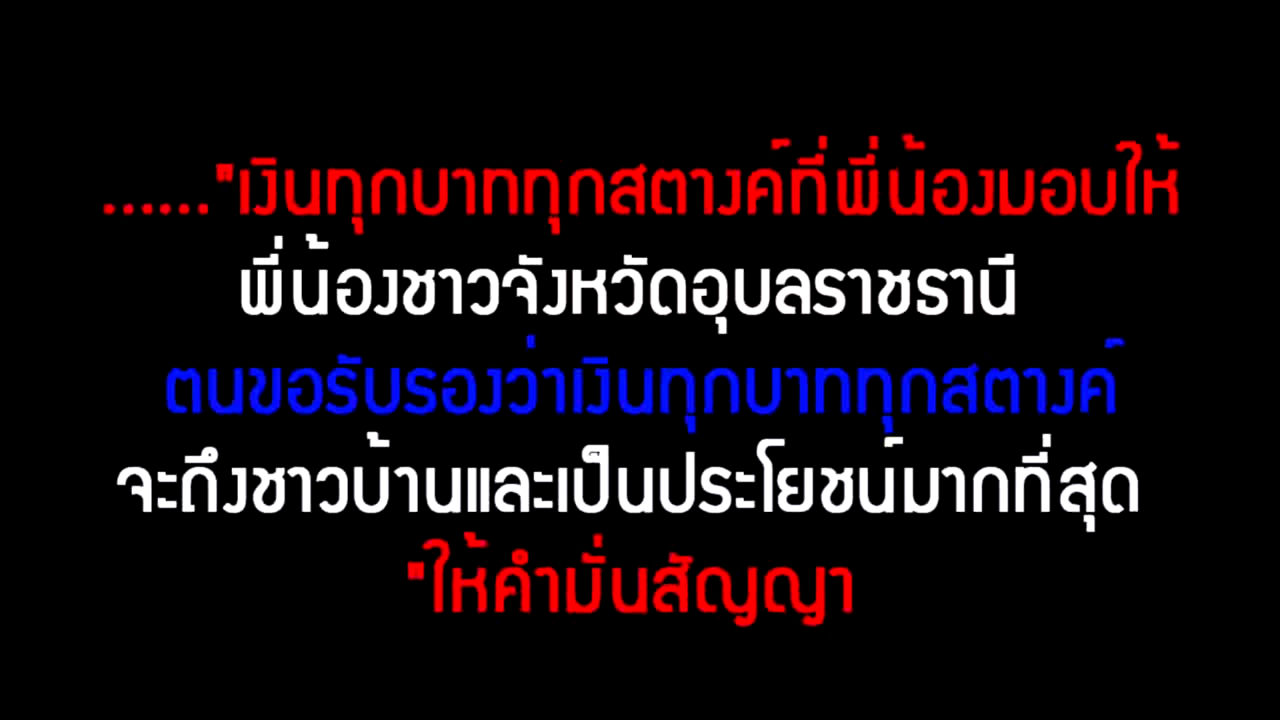 ......"เงินทุกบาททุกสตางค์ที่พี่น้องมอบให้
พี่น้องชาวจังหวัดอุบลราชธานี
ตนขอรับรองว่าเงินทุกบาททุกสตางค์
จะถึงชาวบ้านและเป็นประโยชน์มากที่สุด
"ให้คำมั่นสัญญา